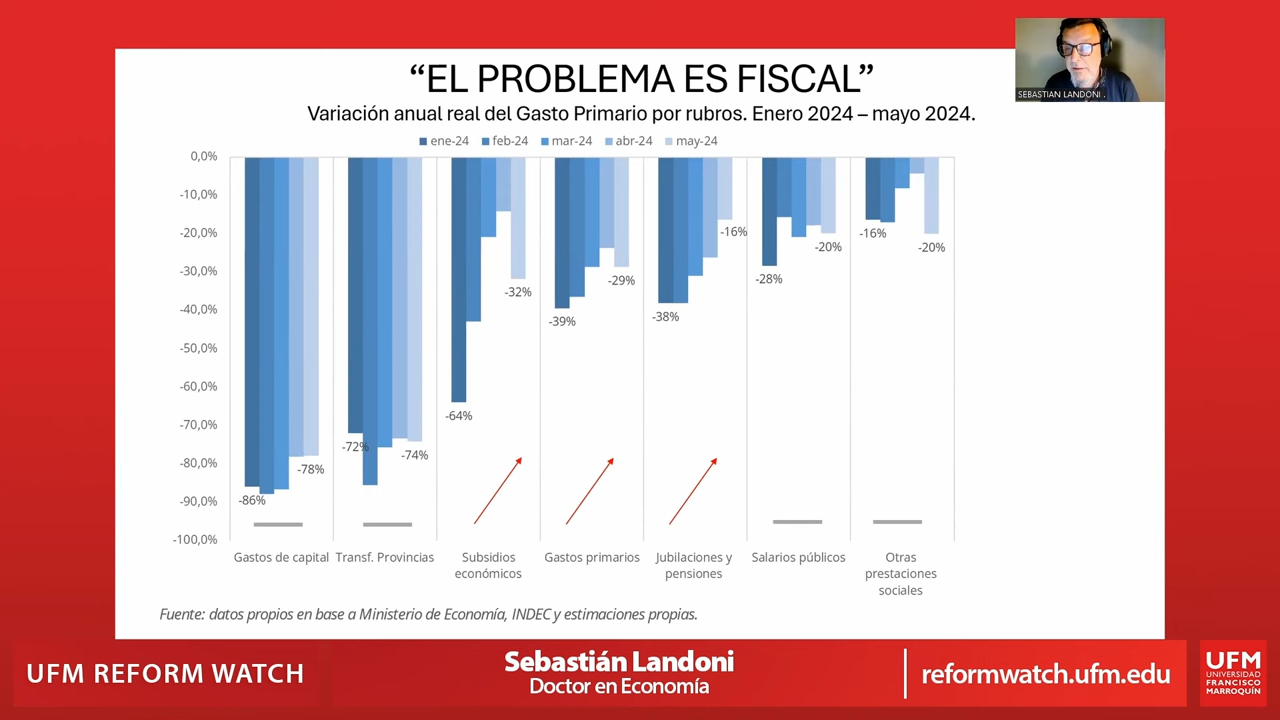 “EL PROBLEMA ES FISCAL”
Variación anual real del Gasto Primario por rubros. Enero 2024 – mayo 2024.
SEBASTIAN LANDONI .
ene-24 feb-24 mar-24 abr-24 may-24
0,0%
-10,0%
-20,0%
-30,0%
-40,0%
-50,0%
-60,0%
-70,0%
-80,0%
-90,0%
-100,0%
-86%
-78%
-72%
-74%
-64%
-32%
-39%
-29%
-38%
-16%
-28%
-20%
-16%
-20%
Gastos de capital
Transf. Provincias
Subsidios
económicos
Gastos primarios
Jubilaciones y
pensiones
Salarios públicos
Otras
prestaciones
sociales
Fuente: datos propios en base a Ministerio de Economía, INDEC y estimaciones propias.
UFM REFORM WATCH
Sebastián Landoni
Doctor en Economía
reformwatch.ufm.edu
UFM
UNIVERSIDAD
FRANCISCO
MARROQUÍN